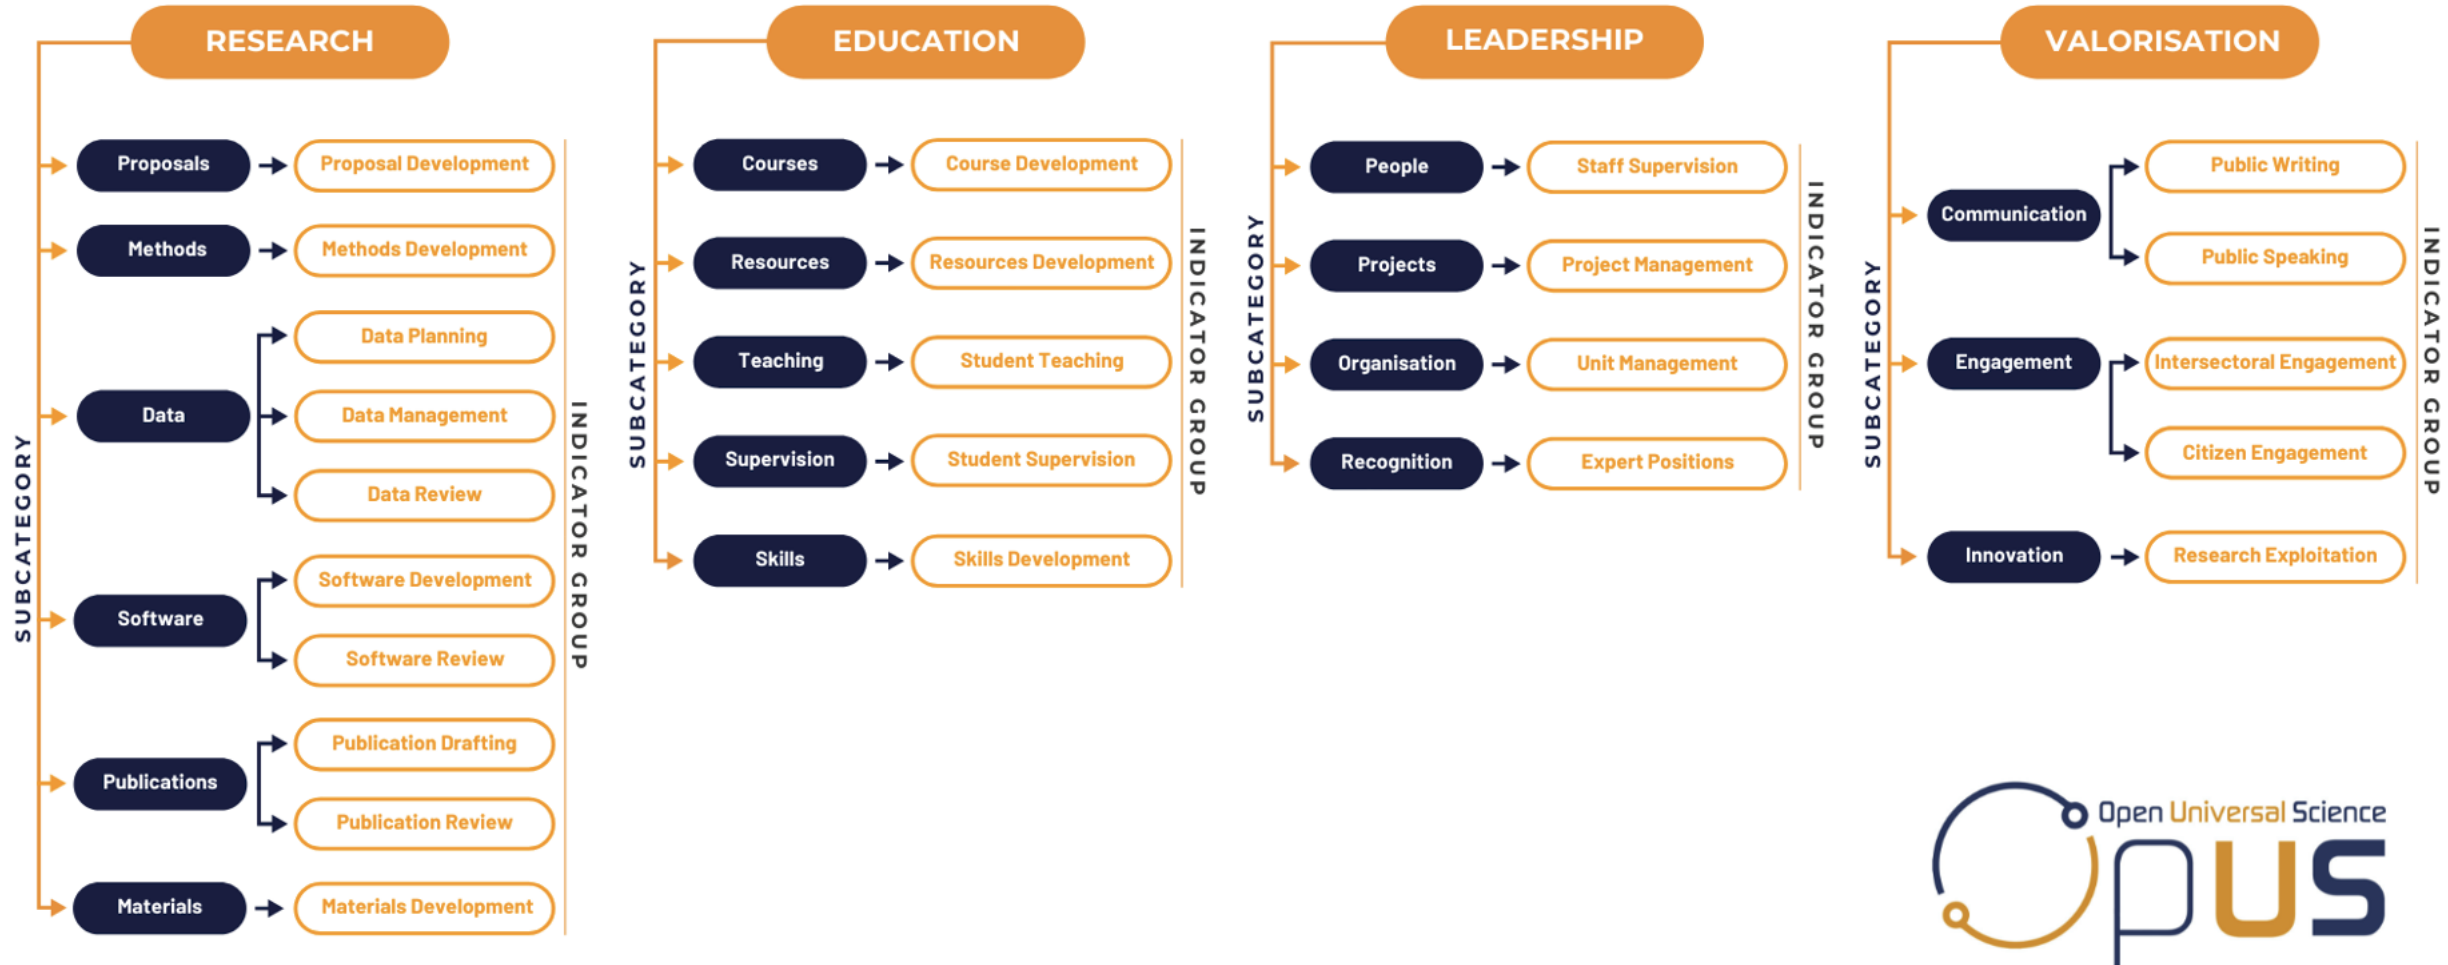 RESEARCH
SUBCATEGORY
Proposals
Proposal Development
Methods
Methods Development
Data
Data Planning
Data Management
Data Review
Software
Software Development
Software Review
Publications
Publication Drafting
Publication Review
Materials
Materials Development
INDICATOR GROUP
EDUCATION
SUBCATEGORY
Courses
Course Development
Resources
Resources Development
Teaching
Student Teaching
Supervision
Student Supervision
Skills
Skills Development
INDICATOR GROUP
LEADERSHIP
SUBCATEGORY
People
Staff Supervision
Projects
Project Management
Organisation
Unit Management
Recognition
Expert Positions
INDICATOR GROUP
VALORISATION
SUBCATEGORY
Communication
Public Writing
Public Speaking
Engagement
Intersectoral Engagement
Citizen Engagement
Innovation
Research Exploitation
INDICATOR GROUP
Open Universal Science
OpUS